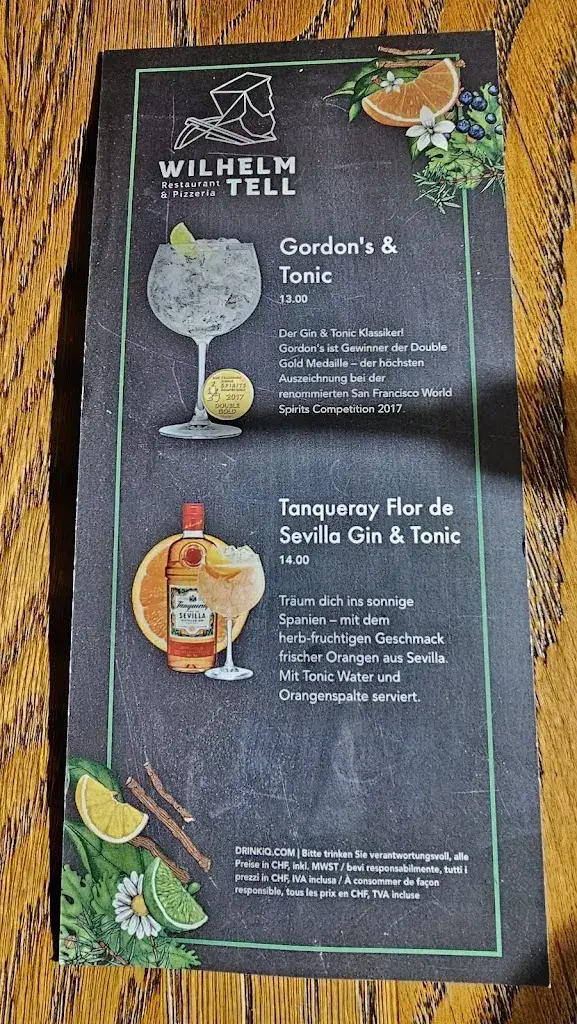 WILHELM
Restaurant
& Pizzeria
TELL
Gordon's &
Tonic
13.00
Der Gin & Tonic Klassiker!
Gordon's ist Gewinner der Double
Gold Medaille – der höchsten
Auszeichnung bei der
renommierten San Francisco World
Spirits Competition 2017.
SPIRITS
2017
DOUBLE
GOLD
Tanqueray Flor de
Sevilla Gin & Tonic
14.00
Träum dich ins sonnige
Spanien – mit dem
herb-fruchtigen Geschmack
frischer Orangen aus Sevilla.
Mit Tonic Water und
Orangenspalte serviert.
Tanqueray
SEVILLA
DRINKiQ.COM | Bitte trinken Sie verantwortungsvoll, alle
Preise in CHF, inkl. MWST / bevi responsabilmente, tutti i
prezzi in CHF, IVA inclusa / À consommer de façon
responsible, tous les prix en CHF, TVA incluse